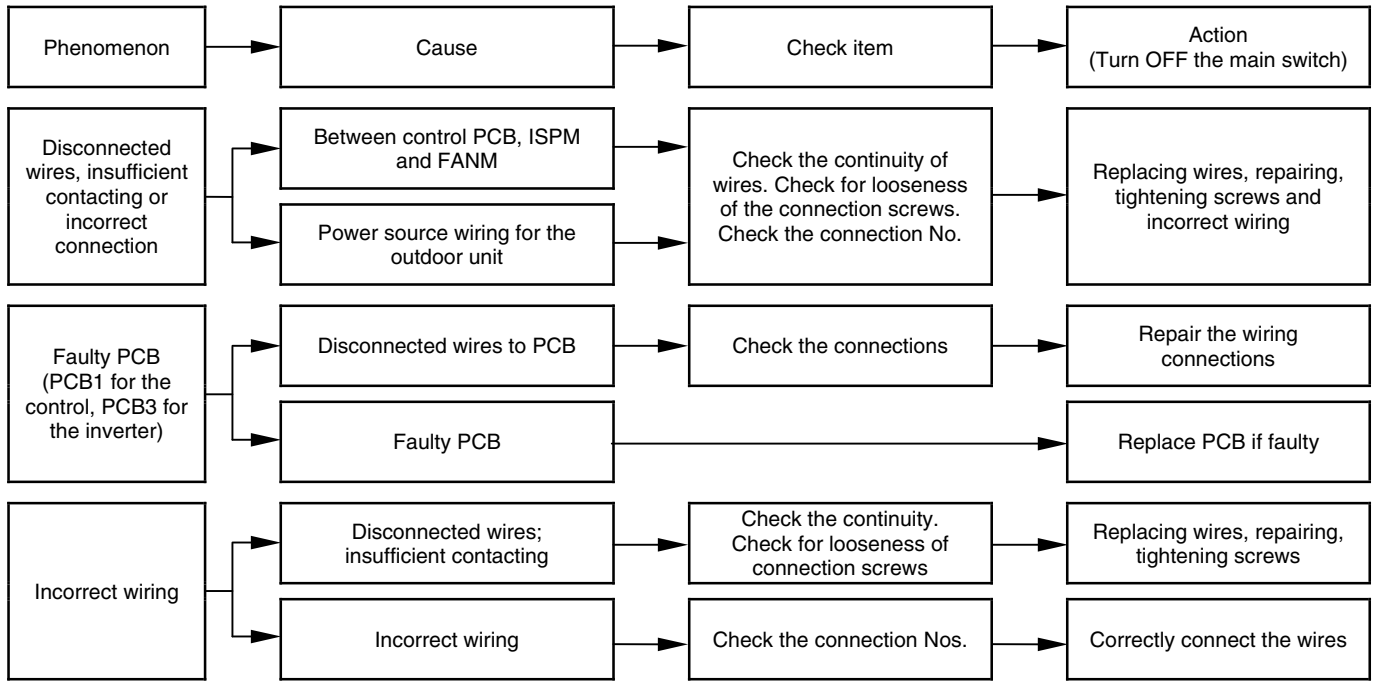 Phenomenon
Cause
Check item
Action
(Turn OFF the main switch)
Disconnected
wires, insufficient
contacting or
incorrect
connection
Between control PCB, ISPM
and FANM
Power source wiring for the
outdoor unit
Check the continuity of
wires. Check for looseness
of the connection screws.
Check the connection No.
Replacing wires, repairing,
tightening screws and
incorrect wiring
Faulty PCB
(PCB1 for the
control, PCB3 for
the inverter)
Disconnected wires to PCB
Check the connections
Repair the wiring
connections
Faulty PCB
Replace PCB if faulty
Incorrect wiring
Disconnected wires;
insufficient contacting
Check the continuity.
Check for looseness of
connection screws
Replacing wires, repairing,
tightening screws
Incorrect wiring
Check the connection Nos.
Correctly connect the wires